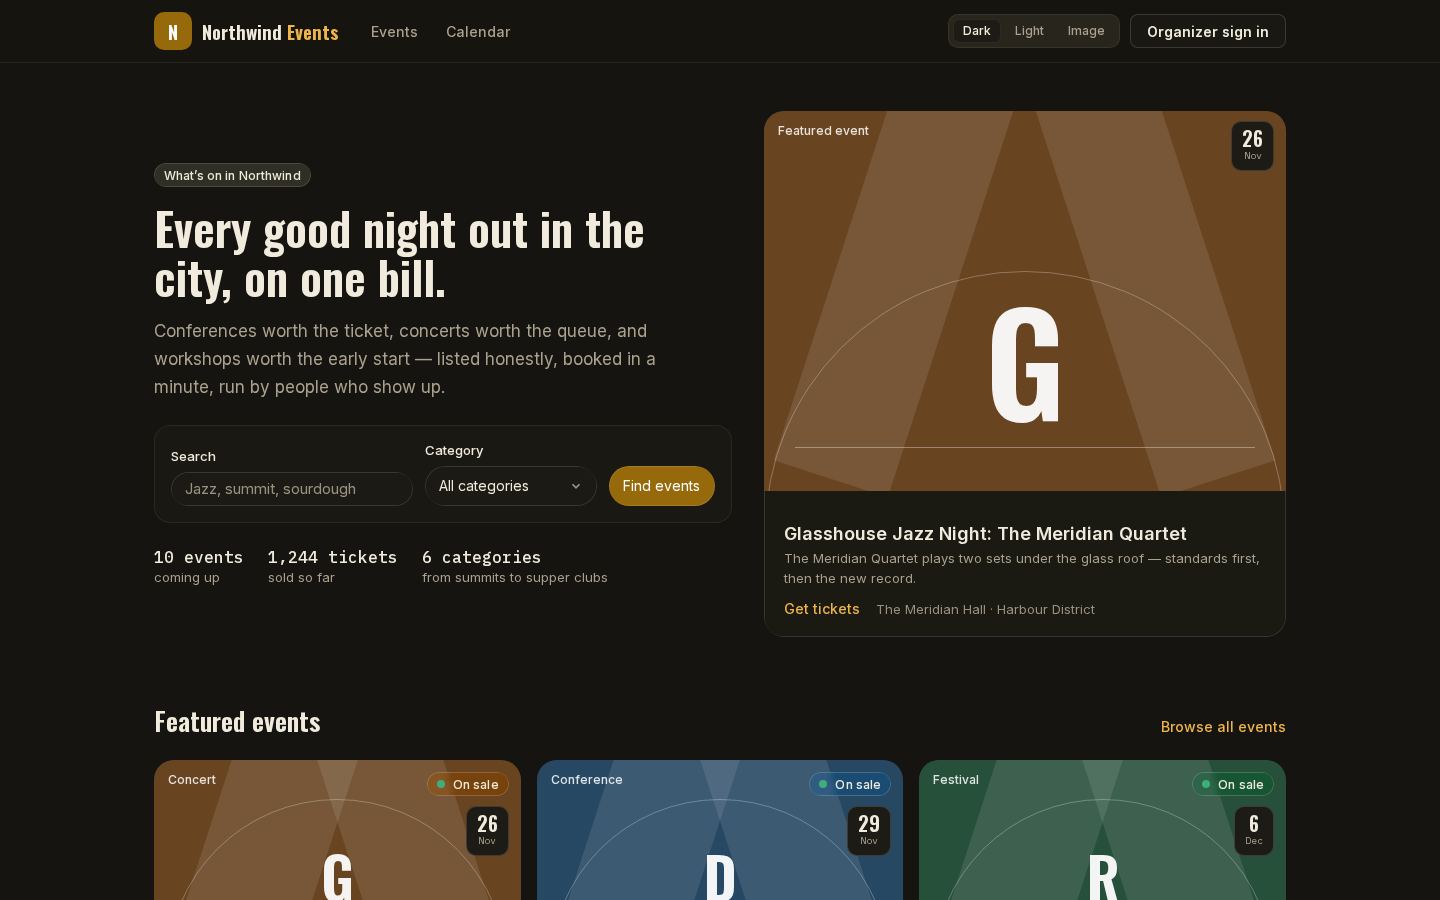 N
Northwind Events
Events
Calendar
Dark
Light
Image
Organizer sign in
What's on in Northwind
Every good night out in the
city, on one bill.
Conferences worth the ticket, concerts worth the queue, and
workshops worth the early start — listed honestly, booked in a
minute, run by people who show up.
Search
Jazz, summit, sourdough
Category
All categories
Find events
10 events
coming up
1,244 tickets
sold so far
6 categories
from summits to supper clubs
Featured event
26
Nov
G
Glasshouse Jazz Night: The Meridian Quartet
The Meridian Quartet plays two sets under the glass roof — standards first,
then the new record.
Get tickets
The Meridian Hall · Harbour District
Featured events
Browse all events
Concert
On sale
26
Nov
G
Conference
On sale
29
Nov
D
Festival
On sale
6
Dec
R